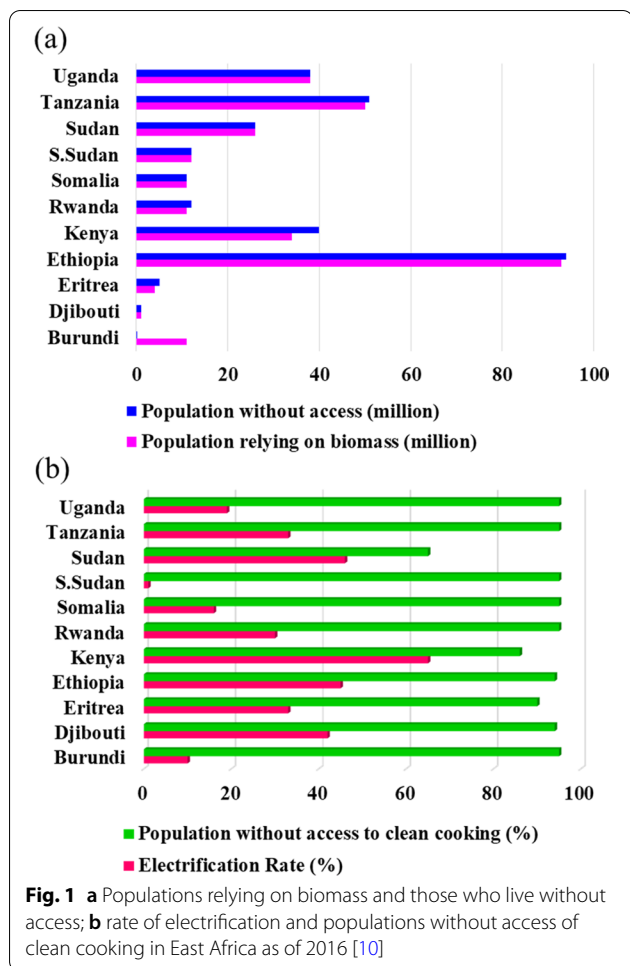 (a)
Uganda
Tanzania
Sudan
S.Sudan
Somalia
Rwanda
Kenya
Ethiopia
Eritrea
Djibouti
Burundi
0 20 40 60 80 100
Population without access (million)
Population relying on biomass (million)
(b)
Uganda
Tanzania
Sudan
S.Sudan
Somalia
Rwanda
Kenya
Ethiopia
Eritrea
Djibouti
Burundi
0 20 40 60 80 100
Population without access to clean cooking (%)
Electrification Rate (%)
Fig. 1 a Populations relying on biomass and those who live without
access; b rate of electrification and populations without access of
clean cooking in East Africa as of 2016 [10]